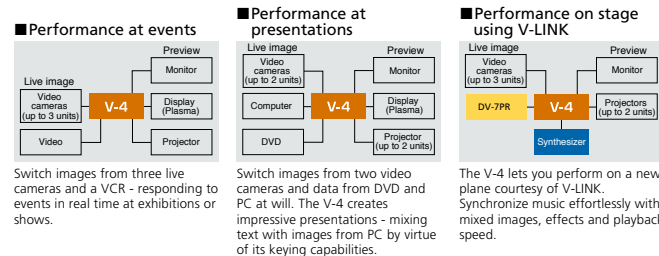 ■Performance at events
Live image
Video
cameras
(up to 3 units)
Video
V-4
Preview
Monitor
Display
(Plasma)
Projector
Switch images from three live
cameras and a VCR - responding to
events in real time at exhibitions or
shows.
■Performance at
presentations
Live image
Video
cameras
(up to 2 units)
Computer
DVD
V-4
Preview
Monitor
Display
(Plasma)
Projector
(up to 2 units)
Switch images from two video
cameras and data from DVD and
PC at will. The V-4 creates
impressive presentations - mixing
text with images from PC by virtue
of its keying capabilities.
■Performance on stage
using V-LINK
Live image
Video
cameras
(up to 3 units)
DV-7PR
V-4
Synthesizer
Preview
Monitor
Projectors
(up to 2 units)
The V-4 lets you perform on a new
plane courtesy of V-LINK.
Synchronize music effortlessly with
mixed images, effects and playback
speed.